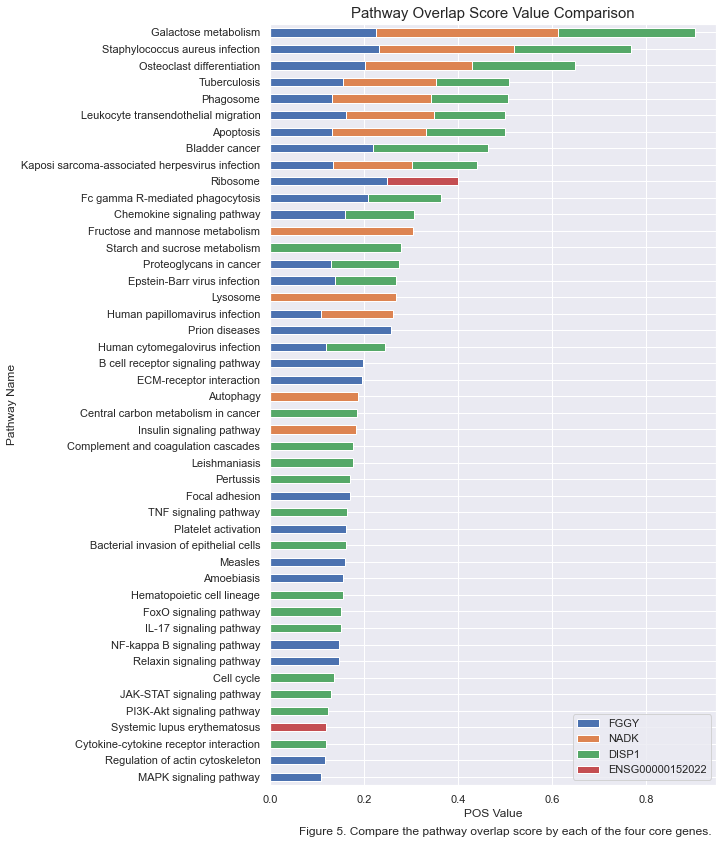 Pathway Overlap Score Value Comparison
Galactose metabolism
Staphylococcus aureus infection
Osteoclast differentiation
Tuberculosis
Phagosome
Leukocyte transendothelial migration
Apoptosis
Bladder cancer
Kaposi sarcoma-associated herpesvirus infection
Ribosome
Fc gamma R-mediated phagocytosis
Chemokine signaling pathway
Fructose and mannose metabolism
Starch and sucrose metabolism
Proteoglycans in cancer
Epstein-Barr virus infection
Lysosome
Human papillomavirus infection
Prion diseases
Human cytomegalovirus infection
B cell receptor signaling pathway
ECM-receptor interaction
Autophagy
Central carbon metabolism in cancer
Insulin signaling pathway
Complement and coagulation cascades
Leishmaniasis
Pertussis
Focal adhesion
TNF signaling pathway
Platelet activation
Bacterial invasion of epithelial cells
Measles
Amoebiasis
Hematopoietic cell lineage
FoxO signaling pathway
IL-17 signaling pathway
NF-kappa B signaling pathway
Relaxin signaling pathway
Cell cycle
JAK-STAT signaling pathway
PI3K-Akt signaling pathway
Systemic lupus erythematosus
Cytokine-cytokine receptor interaction
Regulation of actin cytoskeleton
MAPK signaling pathway
Pathway Name
FGGY
NADK
DISP1
ENSG00000152022
0.0 0.2 0.4 0.6 0.8
POS Value
Figure 5. Compare the pathway overlap score by each of the four core genes.